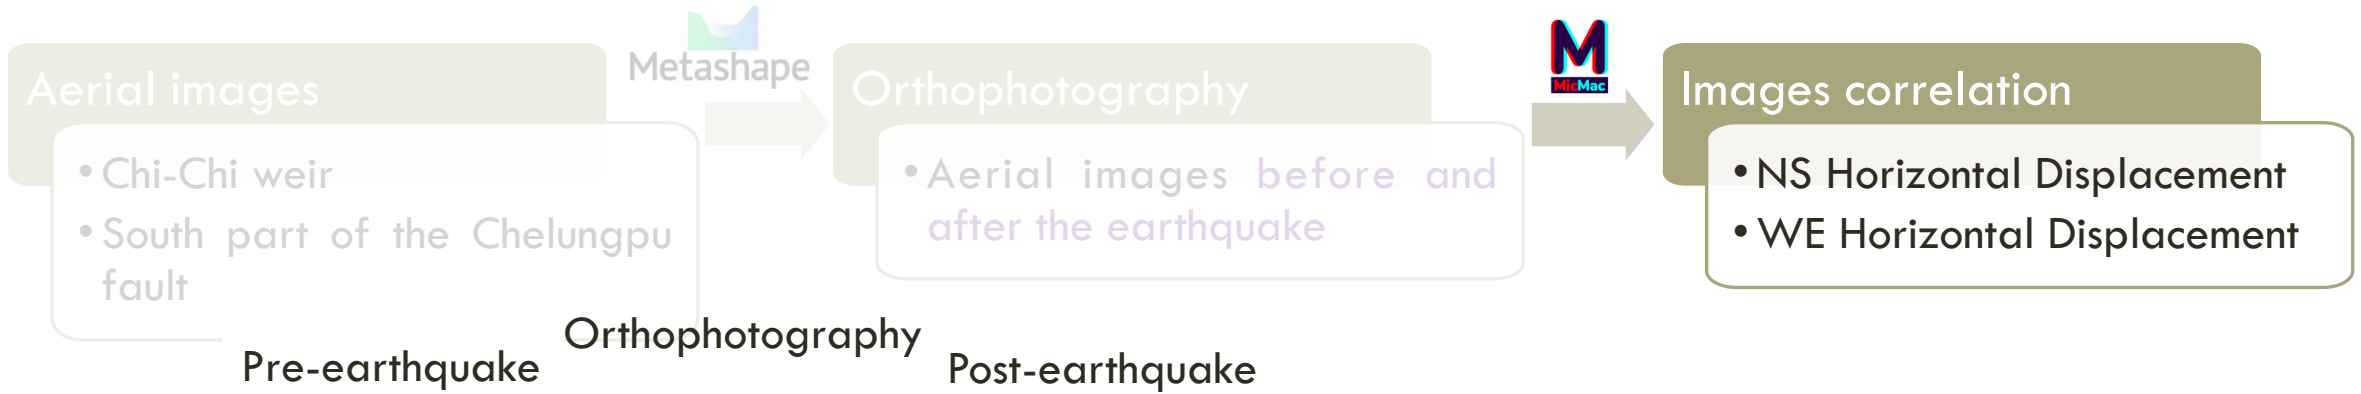 Aerial images
• Chi-Chi weir
• South part of the Chelungpu
fault
Metashape
Orthophotography
• Aerial images before and
after the earthquake
M
MicMac
Images correlation
• NS Horizontal Displacement
• WE Horizontal Displacement
Orthophotography
Pre-earthquake
Post-earthquake